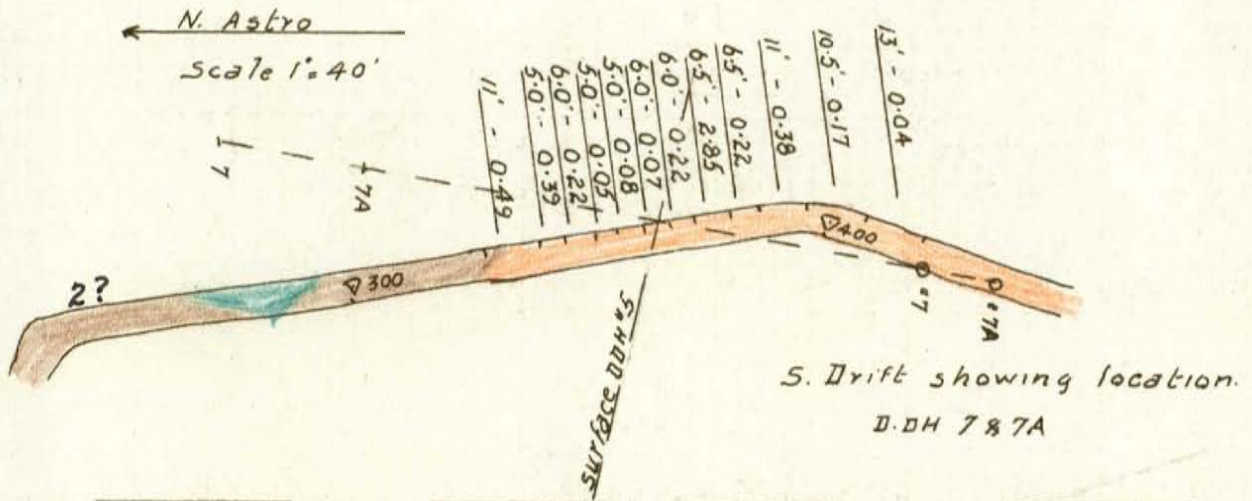 N. Astro
Scale 1" = 40'
11' - 0.49
5.0' - 0.39
6.0' - 0.22
5.0' - 0.05
5.0' - 0.08
6.0' - 0.07
6.0' - 0.22
6.5' - 2.85
6.5' - 0.22
11' - 0.38
10.5' - 0.17
13' - 0.04
7
7A
2?
300
400
#7
#7A
Surface DDH #5
S. Drift showing location.
D.DH 7 & 7A